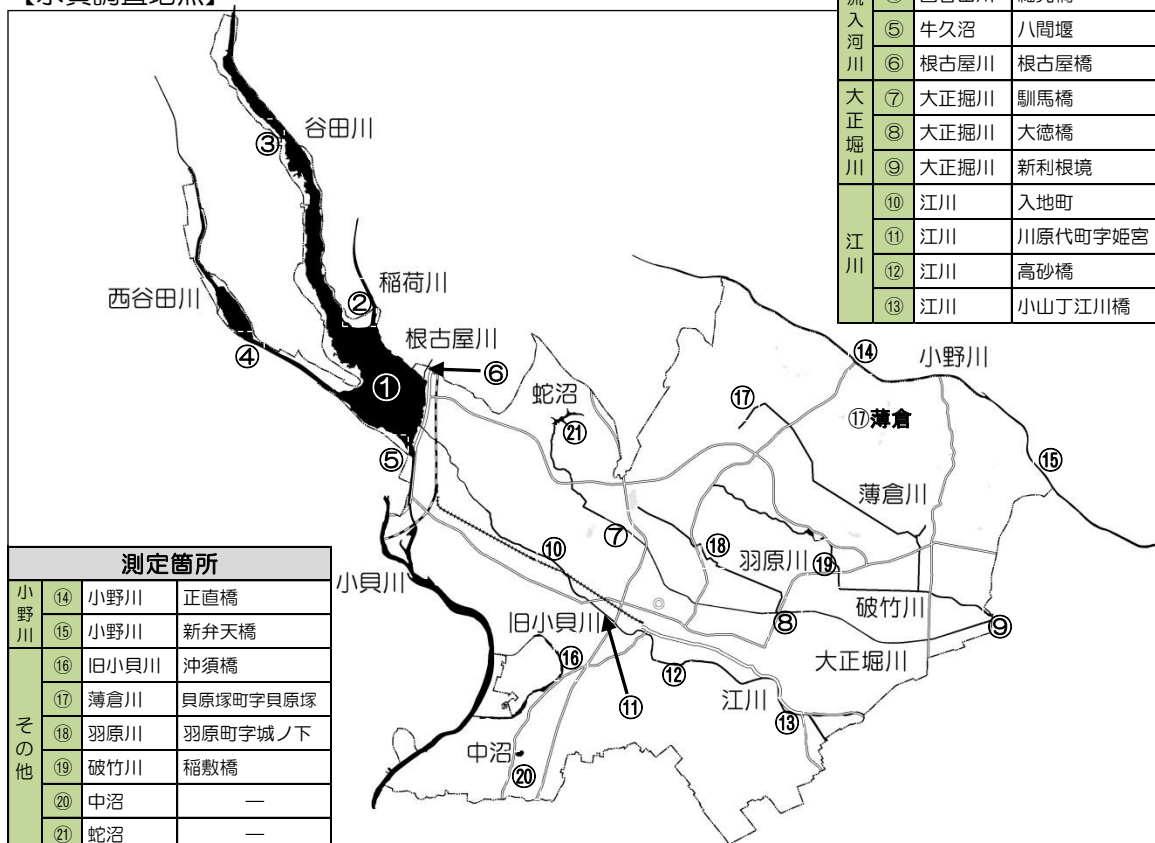 【水質調査地点】
流入河川
⑤ 牛久沼 八間堰
⑥ 根古屋川 根古屋橋
大正堀川
⑦ 大正堀川 馴馬橋
⑧ 大正堀川 大徳橋
⑨ 大正堀川 新利根境
江川
⑩ 江川 入地町
⑪ 江川 川原代町字姫宮
⑫ 江川 高砂橋
⑬ 江川 小山丁江川橋
③
谷田川
②
稲荷川
西谷田川
④
根古屋川
⑥
①
⑤
蛇沼
㉑
⑭
小野川
⑰
⑰薄倉
⑮
薄倉川
⑦
⑱
羽原川
⑲
破竹川
⑩
小貝川
旧小貝川
⑧
⑨
大正堀川
⑯
⑫
江川
⑪
⑬
中沼
⑳
測定箇所
小野川
⑭ 小野川 正直橋
⑮ 小野川 新弁天橋
その他
⑯ 旧小貝川 沖須橋
⑰ 薄倉川 貝原塚町字貝原塚
⑱ 羽原川 羽原町字城ノ下
⑲ 破竹川 稲敷橋
⑳ 中沼 ―
㉑ 蛇沼 ―